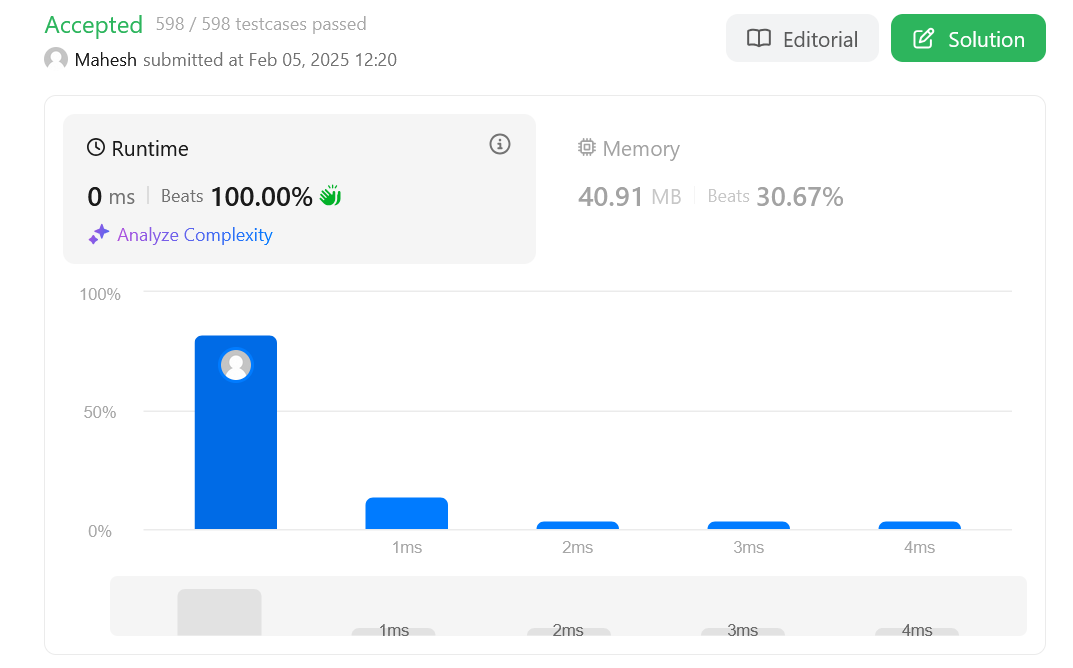 Accepted 598 / 598 testcases passed
Mahesh submitted at Feb 05, 2025 12:20
Editorial
Solution
Runtime
0 ms | Beats 100.00%
Analyze Complexity
Memory
40.91 MB | Beats 30.67%
100%
50%
0%
1ms 2ms 3ms 4ms
1ms 2ms 3ms 4ms